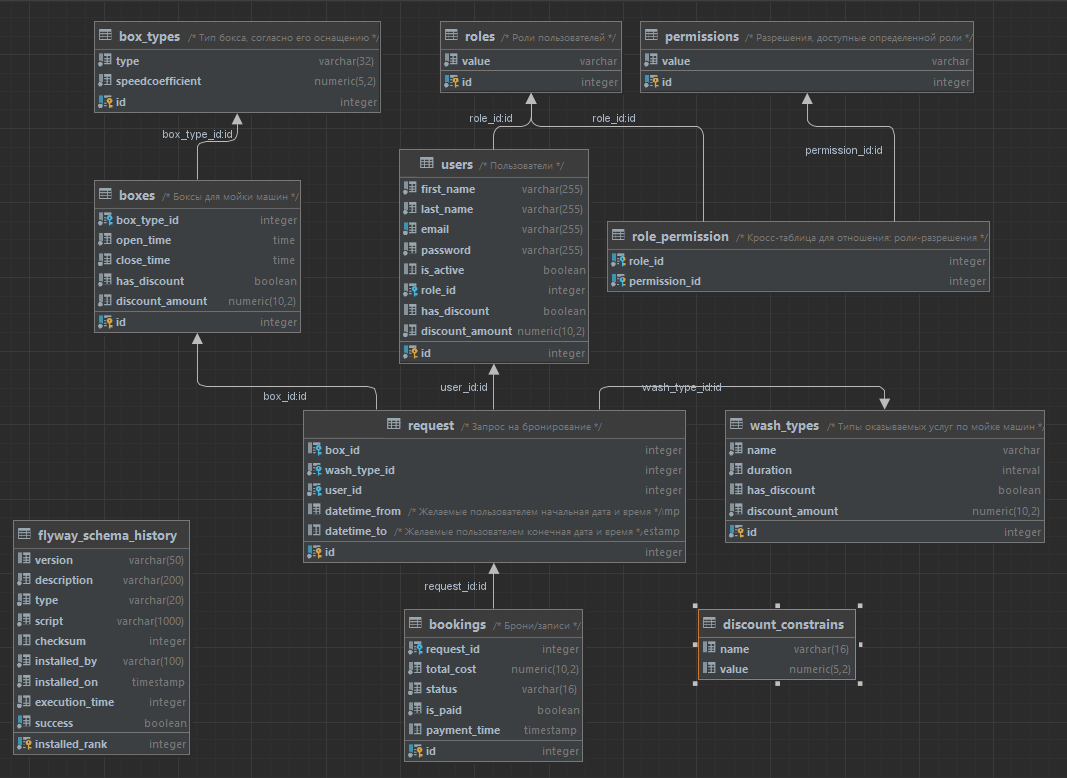 box_types /* Тип бокса, согласно его оснащению */
type varchar(32)
speedcoefficient numeric(5,2)
id integer
roles /* Роли пользователей */
value varchar
id integer
permissions /* Разрешения, доступные определенной роли */
value varchar
id integer
box_type_id:id
role_id:id
role_id:id
permission_id:id
boxes /* Боксы для мойки машин */
box_type_id integer
open_time time
close_time time
has_discount boolean
discount_amount numeric(10,2)
id integer
users /* Пользователи */
first_name varchar(255)
last_name varchar(255)
email varchar(255)
password varchar(255)
is_active boolean
role_id integer
has_discount boolean
discount_amount numeric(10,2)
id integer
role_permission /* Кросс-таблица для отношения: роли-разрешения */
role_id integer
permission_id integer
box_id:id
user_id:id
wash_type_id:id
request /* Запрос на бронирование */
box_id integer
wash_type_id integer
user_id integer
datetime_from /* Желаемые пользователем начальная дата и время */ mp
datetime_to /* Желаемые пользователем конечная дата и время */ estamp
id integer
wash_types /* Типы оказываемых услуг по мойке машин */
name varchar
duration interval
has_discount boolean
discount_amount numeric(10,2)
id integer
flyway_schema_history
version varchar(50)
description varchar(200)
type varchar(20)
script varchar(1000)
checksum integer
installed_by varchar(100)
installed_on timestamp
execution_time integer
success boolean
installed_rank integer
request_id:id
bookings /* Брони/записи */
request_id integer
total_cost numeric(10,2)
status varchar(16)
is_paid boolean
payment_time timestamp
id integer
discount_constrains
name varchar(16)
value numeric(5,2)